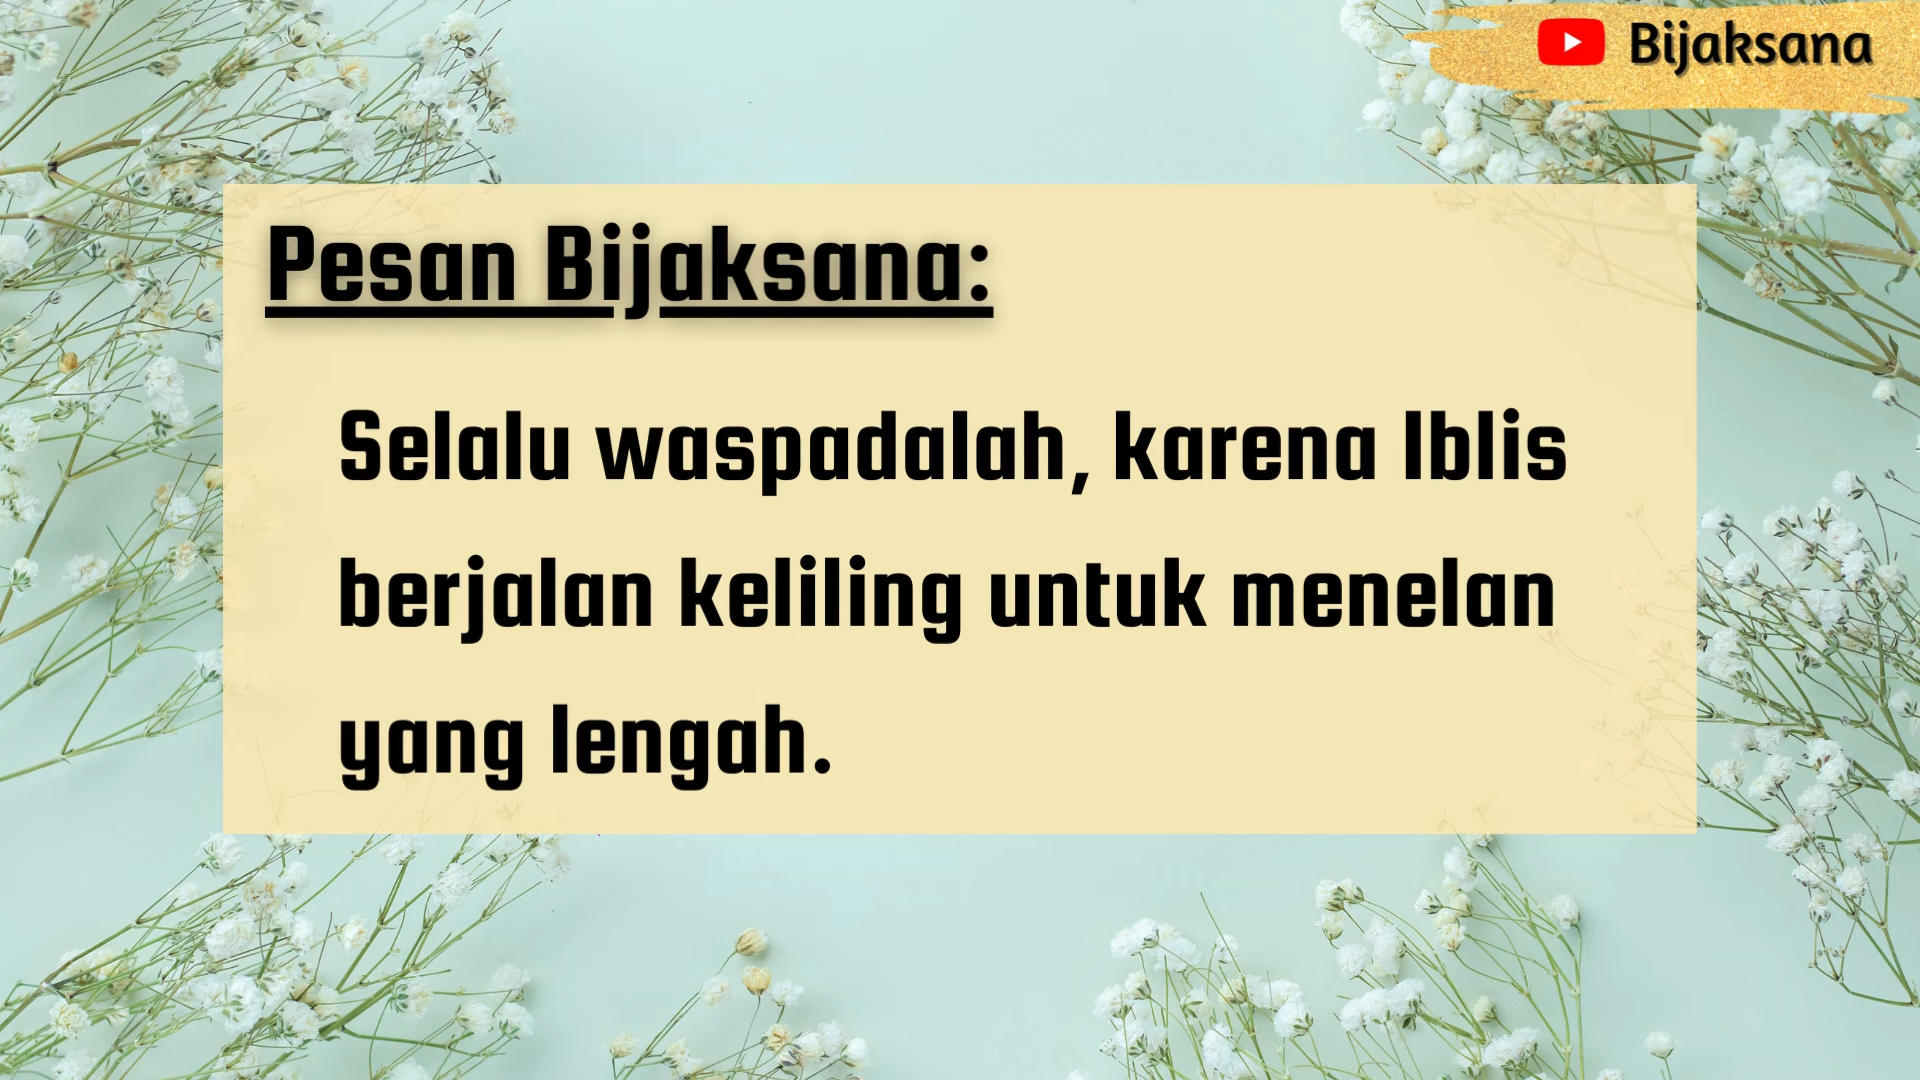 Bijaksana
Pesan Bijaksana:
Selalu waspadalah, karena Iblis
berjalan keliling untuk menelan
yang lengah.